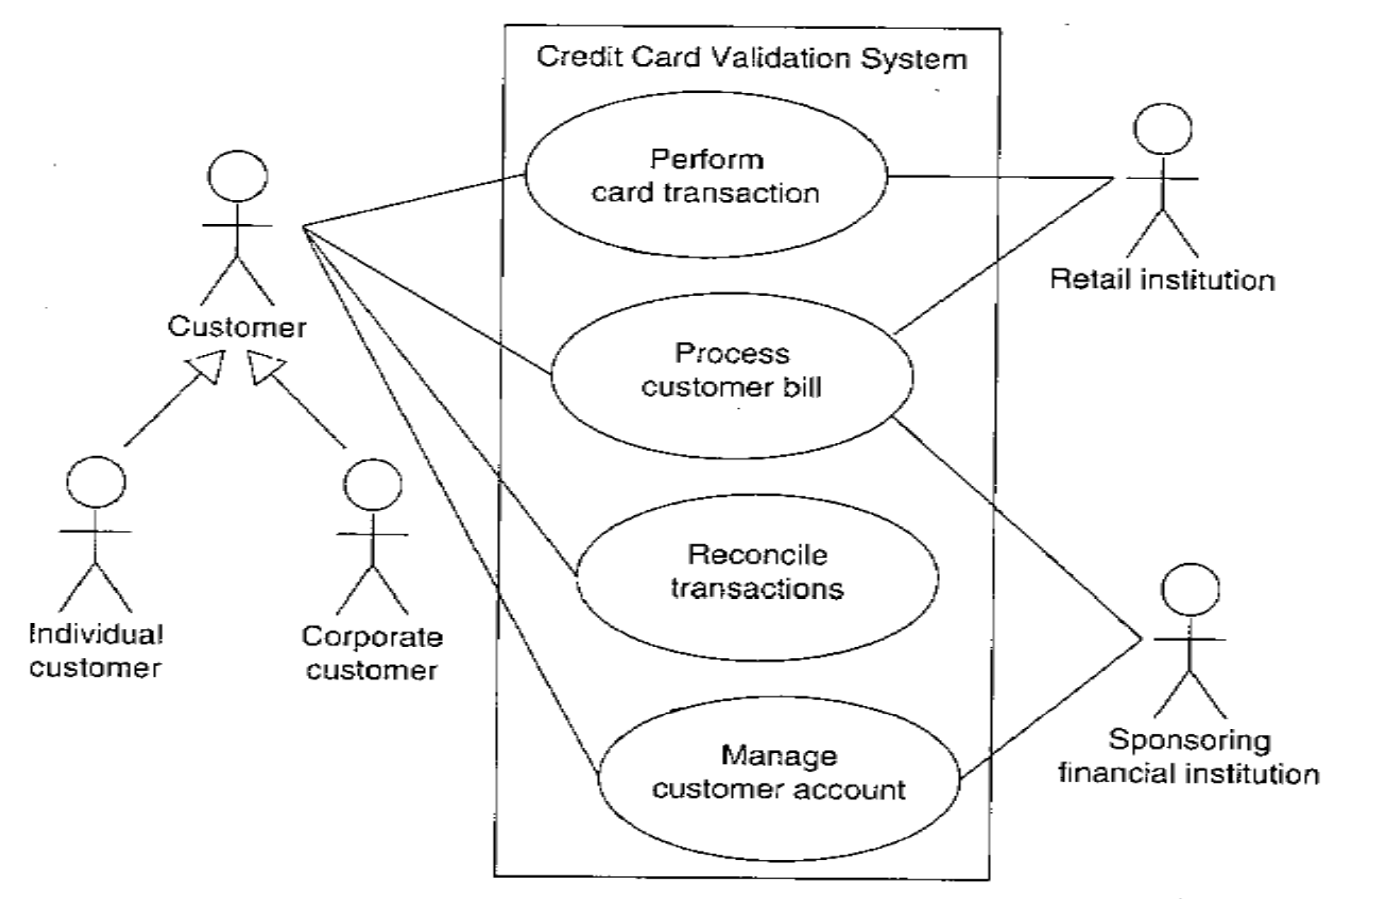 Credit Card Validation System
Perform
card transaction
Retail institution
Customer
Process
customer bill
Reconcile
transactions
Individual
customer
Corporate
customer
Manage
customer account
Sponsoring
financial institution